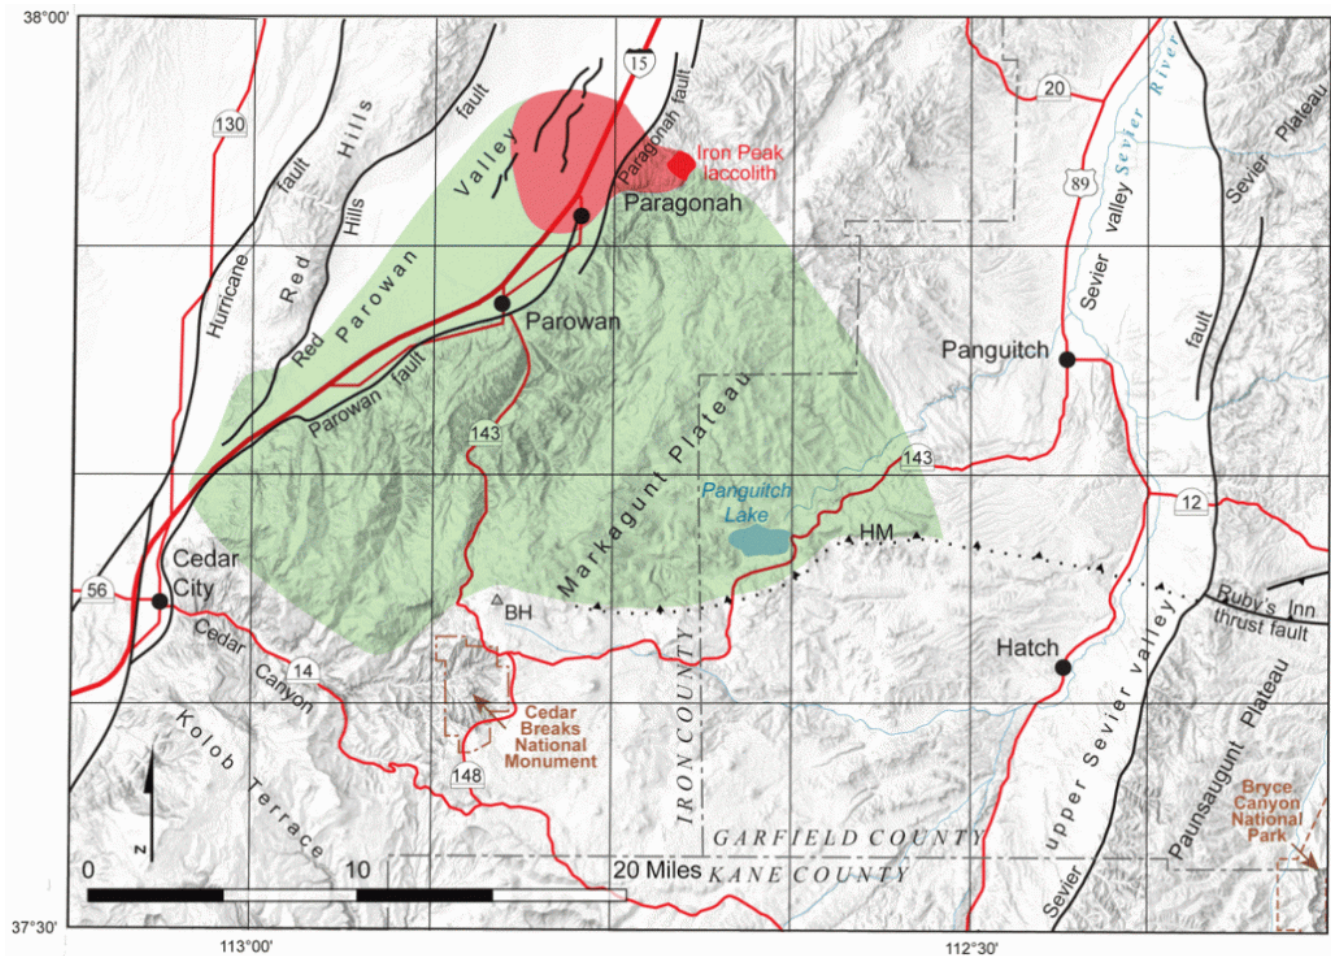 38°00'
130
fault
Hills
Red
Hurricane
fault
Hills
Red
Valley
Parowan
15
Paragonah fault
Iron Peak
laccolith
Paragonah
Parowan
Parowan
fault
143
Markagunt Plateau
Panguitch
Lake
20
Sevier River
89
Sevier valley
Sevier
Plateau
fault
Panguitch
143
12
HM
BH
Cedar
City
56
Cedar
Canyon
14
Kolob Terrace
Cedar
Breaks
National
Monument
148
IRON COUNTY
GARFIELD COUNTY
KANE COUNTY
Hatch
upper Sevier valley
Sevier
Ruby's Inn
thrust fault
Paunsaugunt Plateau
Bryce
Canyon
National
Park
N
0
10
20 Miles
37°30'
113°00'
112°30'